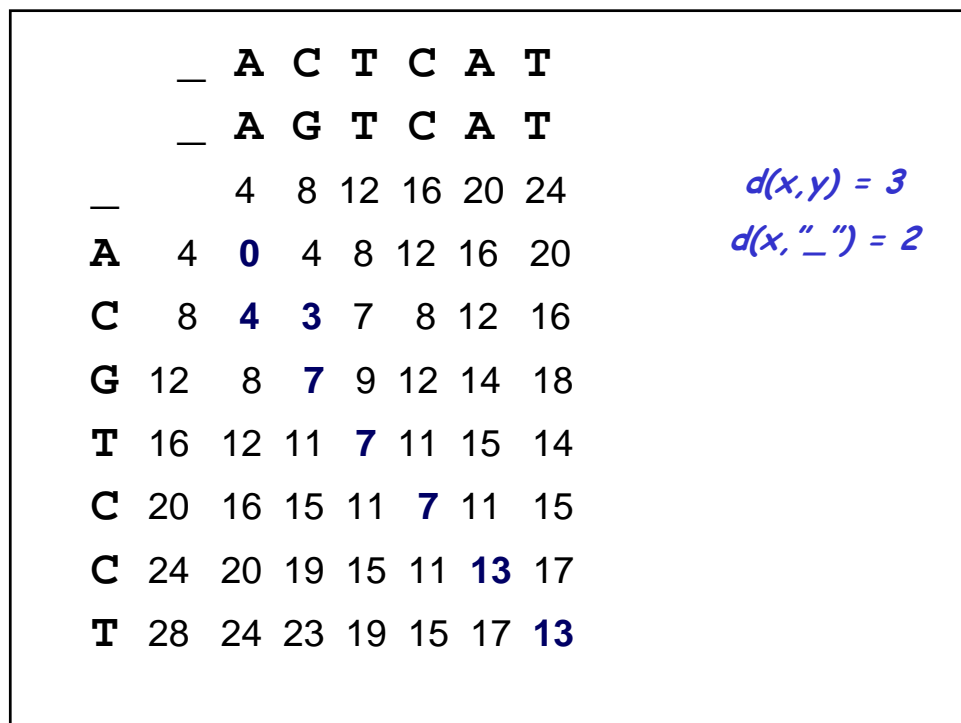 _ A C T C A T
_ A G T C A T
_ 4 8 12 16 20 24
A 4 0 4 8 12 16 20
C 8 4 3 7 8 12 16
G 12 8 7 9 12 14 18
T 16 12 11 7 11 15 14
C 20 16 15 11 7 11 15
C 24 20 19 15 11 13 17
T 28 24 23 19 15 17 13
d(x,y) = 3
d(x,"_") = 2